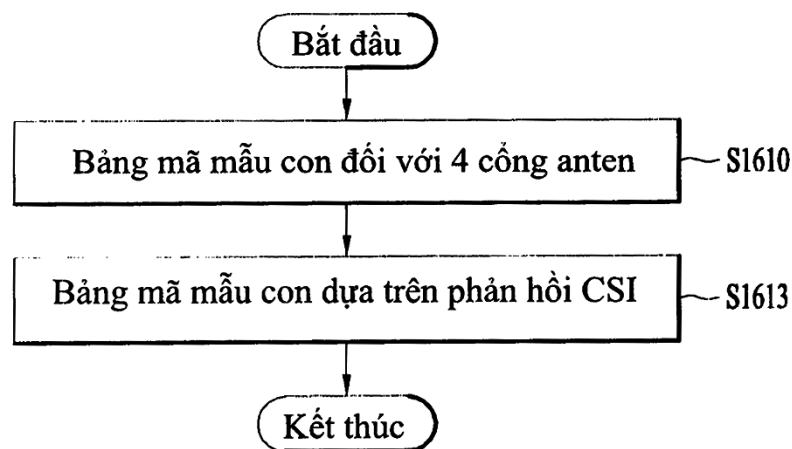 Bắt đầu
Bảng mã mẫu con đối với 4 cổng anten
S1610
Bảng mã mẫu con dựa trên phản hồi CSI
S1613
Kết thúc